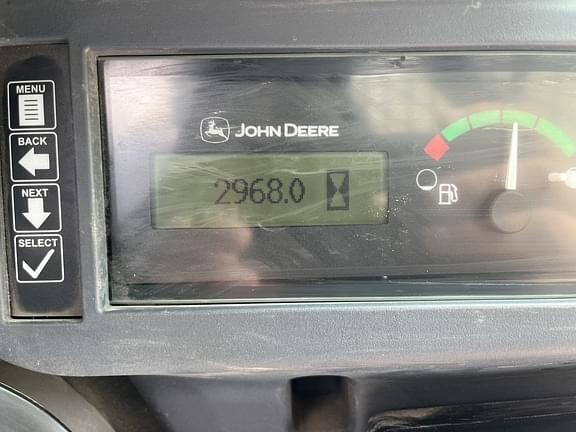 MENU
BACK
NEXT
SELECT
JOHN DEERE
2968.0